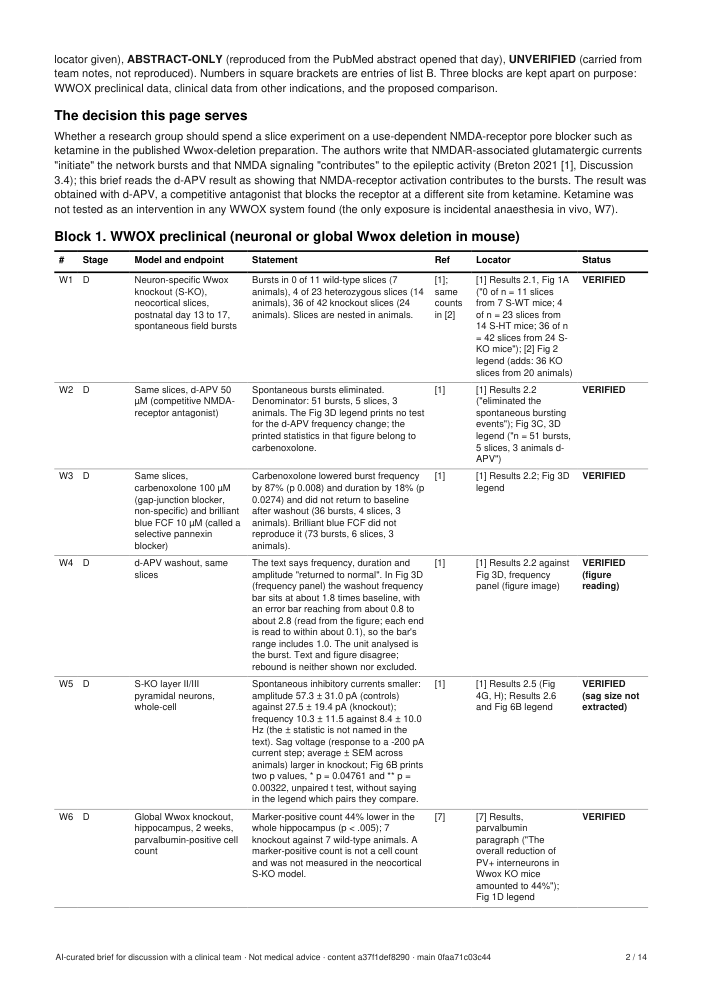 locator given), ABSTRACT-ONLY (reproduced from the PubMed abstract opened that day), UNVERIFIED (carried from
team notes, not reproduced). Numbers in square brackets are entries of list B. Three blocks are kept apart on purpose:
WWOX preclinical data, clinical data from other indications, and the proposed comparison.
The decision this page serves
Whether a research group should spend a slice experiment on a use-dependent NMDA-receptor pore blocker such as
ketamine in the published Wwox-deletion preparation. The authors write that NMDAR-associated glutamatergic currents
"initiate" the network bursts and that NMDA signaling "contributes" to the epileptic activity (Breton 2021 [1], Discussion
3.4); this brief reads the d-APV result as showing that NMDA-receptor activation contributes to the bursts. The result was
obtained with d-APV, a competitive antagonist that blocks the receptor at a different site from ketamine. Ketamine was
not tested as an intervention in any WWOX system found (the only exposure is incidental anaesthesia in vivo, W7).
Block 1. WWOX preclinical (neuronal or global Wwox deletion in mouse)
# Stage Model and endpoint Statement Ref Locator Status
W1 D
Neuron-specific Wwox
knockout (S-KO),
neocortical slices,
postnatal day 13 to 17,
spontaneous field bursts
Bursts in 0 of 11 wild-type slices (7
animals), 4 of 23 heterozygous slices (14
animals), 36 of 42 knockout slices (24
animals). Slices are nested in animals.
[1];
same
counts
in [2]
[1] Results 2.1, Fig 1A
("0 of n = 11 slices
from 7 S-WT mice; 4
of n = 23 slices from
14 S-HT mice; 36 of n
= 42 slices from 24 S-
KO mice"); [2] Fig 2
legend (adds: 36 KO
slices from 20 animals)
VERIFIED
W2 D
Same slices, d-APV 50
µM (competitive NMDA-
receptor antagonist)
Spontaneous bursts eliminated.
Denominator: 51 bursts, 5 slices, 3
animals. The Fig 3D legend prints no test
for the d-APV frequency change; the
printed statistics in that figure belong to
carbenoxolone.
[1]
[1] Results 2.2
("eliminated the
spontaneous bursting
events"); Fig 3C, 3D
legend ("n = 51 bursts,
5 slices, 3 animals d-
APV")
VERIFIED
W3 D
Same slices,
carbenoxolone 100 µM
(gap-junction blocker,
non-specific) and brilliant
blue FCF 10 µM (called a
selective pannexin
blocker)
Carbenoxolone lowered burst frequency
by 87% (p 0.008) and duration by 18% (p
0.0274) and did not return to baseline
after washout (36 bursts, 4 slices, 3
animals). Brilliant blue FCF did not
reproduce it (73 bursts, 6 slices, 3
animals).
[1]
[1] Results 2.2; Fig 3D
legend
VERIFIED
W4 D
d-APV washout, same
slices
The text says frequency, duration and
amplitude "returned to normal". In Fig 3D
(frequency panel) the washout frequency
bar sits at about 1.8 times baseline, with
an error bar reaching from about 0.8 to
about 2.8 (read from the figure; each end
is read to within about 0.1), so the bar's
range includes 1.0. The unit analysed is
the burst. Text and figure disagree;
rebound is neither shown nor excluded.
[1]
[1] Results 2.2 against
Fig 3D, frequency
panel (figure image)
VERIFIED
(figure
reading)
W5 D
S-KO layer II/III
pyramidal neurons,
whole-cell
Spontaneous inhibitory currents smaller:
amplitude 57.3 ± 31.0 pA (controls)
against 27.5 ± 19.4 pA (knockout);
frequency 10.3 ± 11.5 against 8.4 ± 10.0
Hz (the ± statistic is not named in the
text). Sag voltage (response to a -200 pA
current step; average ± SEM across
animals) larger in knockout; Fig 6B prints
two p values, * p = 0.04761 and ** p =
0.00322, unpaired t test, without saying
in the legend which pairs they compare.
[1]
[1] Results 2.5 (Fig
4G, H); Results 2.6
and Fig 6B legend
VERIFIED
(sag size not
extracted)
W6 D
Global Wwox knockout,
hippocampus, 2 weeks,
parvalbumin-positive cell
count
Marker-positive count 44% lower in the
whole hippocampus (p < .005); 7
knockout against 7 wild-type animals. A
marker-positive count is not a cell count
and was not measured in the neocortical
S-KO model.
[7]
[7] Results,
parvalbumin
paragraph ("The
overall reduction of
PV+ interneurons in
Wwox KO mice
amounted to 44%");
Fig 1D legend
VERIFIED
AI-curated brief for discussion with a clinical team · Not medical advice · content a37f1def8290 · main 0faa71c03c44
2 / 14